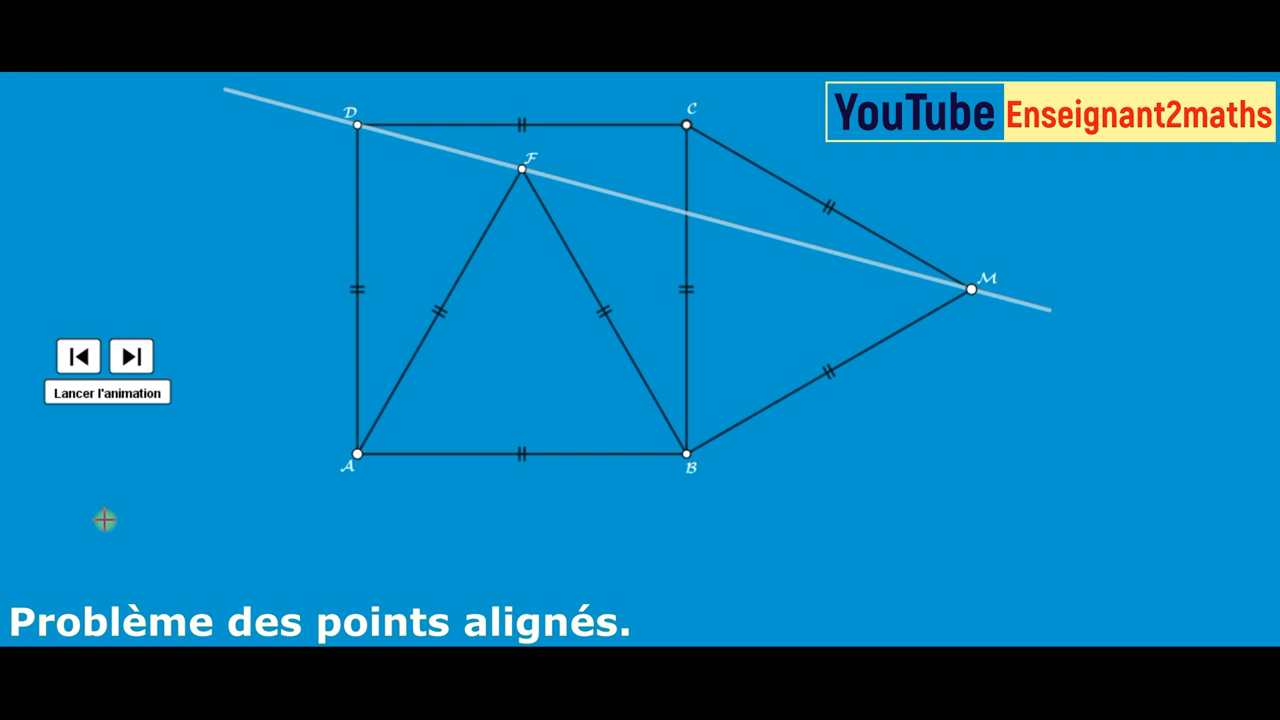 YouTube Enseignant2maths
D
C
F
M
Lancer l'animation
A
B
Problème des points alignés.